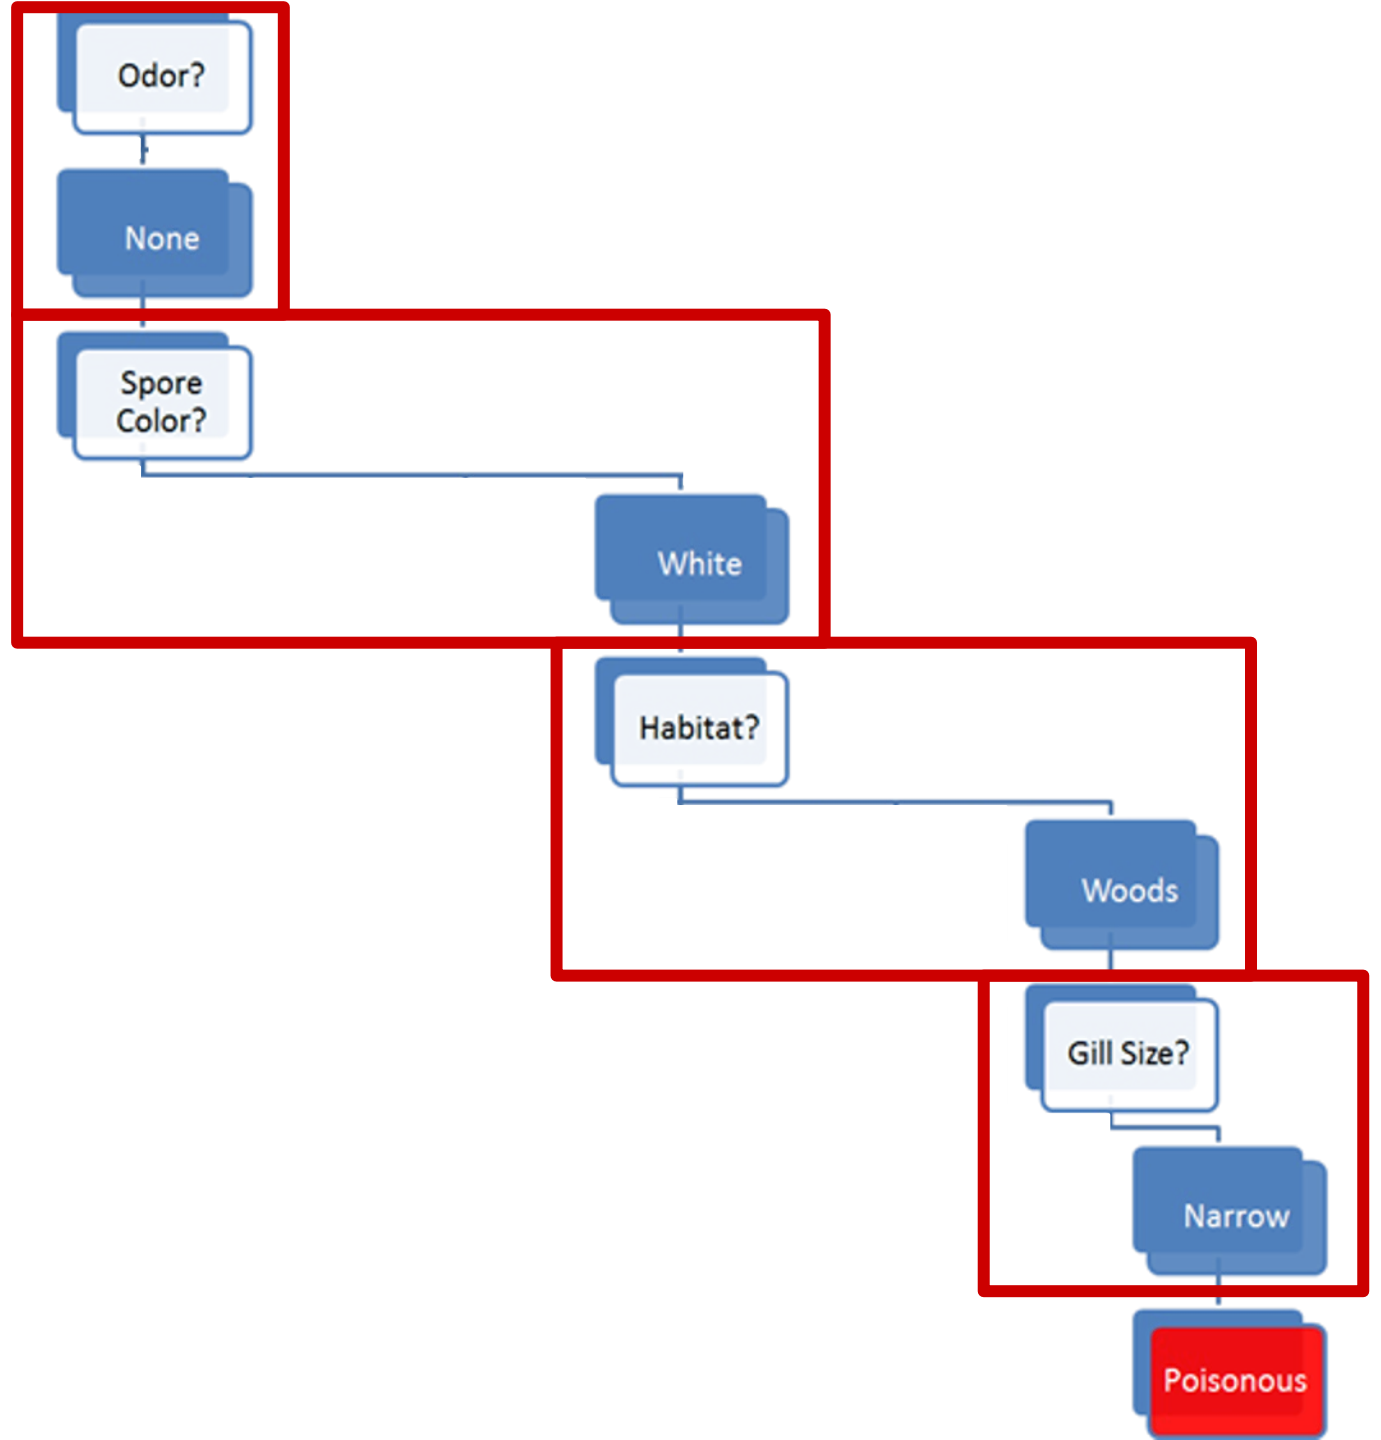 Odor?
None
Spore
Color?
White
Habitat?
Woods
Gill Size?
Narrow
Poisonous